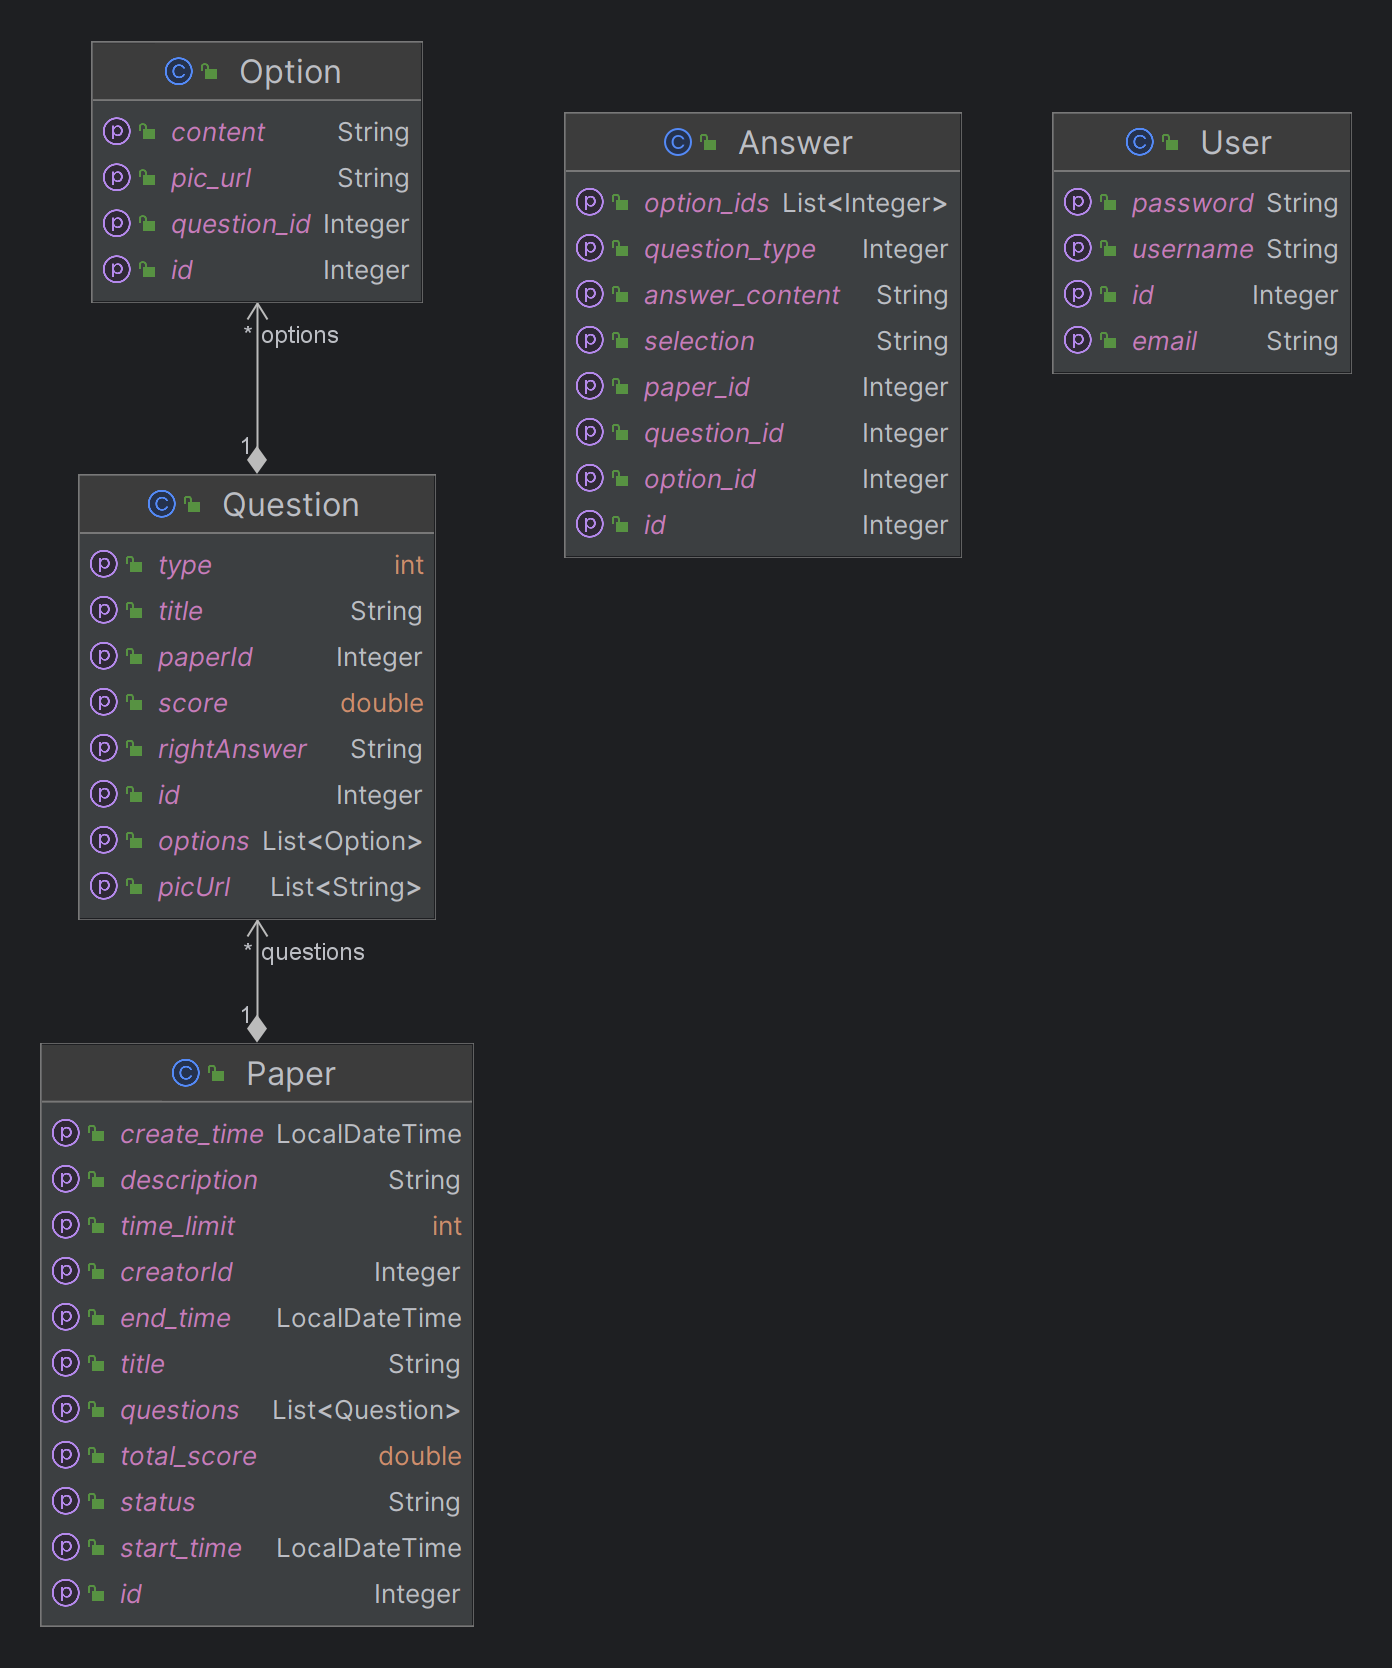 Option
content String
pic_url String
question_id Integer
id Integer
* options
1
Question
type int
title String
paperId Integer
score double
rightAnswer String
id Integer
options List<Option>
picUrl List<String>
* questions
1
Paper
create_time LocalDateTime
description String
time_limit int
creatorId Integer
end_time LocalDateTime
title String
questions List<Question>
total_score double
status String
start_time LocalDateTime
id Integer
Answer
option_ids List<Integer>
question_type Integer
answer_content String
selection String
paper_id Integer
question_id Integer
option_id Integer
id Integer
User
password String
username String
id Integer
email String